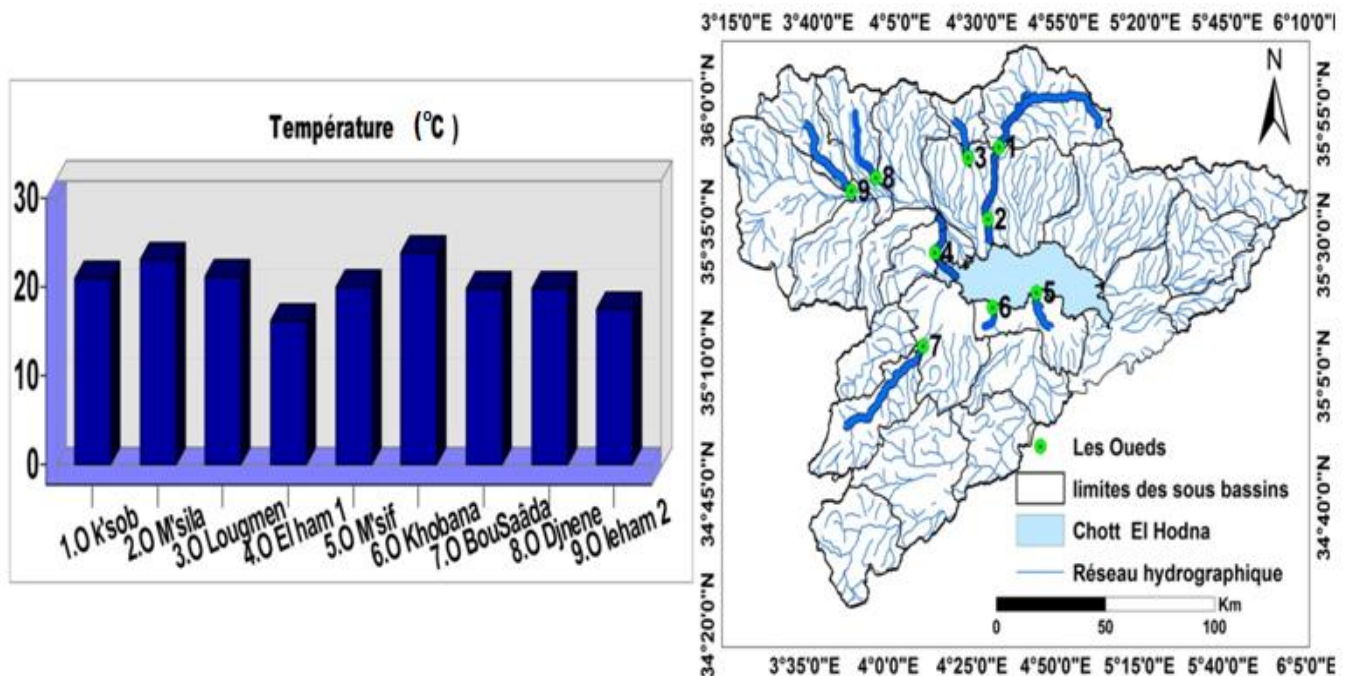 Température (°C)
30
20
10
0
1.O k'sob
2.O M'sila
3.O Lougmen
4.O El ham 1
5.O M'sif
6.O Khobana
7.O BouSaâda
8.O Djnene
9.O leham 2
3°15'0"E 3°40'0"E 4°5'0"E 4°30'0"E 4°55'0"E 5°20'0"E 5°45'0"E 6°10'0"E
36°0'0"N
35°35'0"N
35°10'0"N
34°45'0"N
34°20'0"N
N
1
2
3
4
5
6
7
8
9
Les Oueds
limites des sous bassins
Chott El Hodna
Réseau hydrographique
Km
0 50 100
35°55'0"N
35°30'0"N
35°5'0"N
34°40'0"N
3°35'0"E 4°0'0"E 4°25'0"E 4°50'0"E 5°15'0"E 5°40'0"E 6°5'0"E